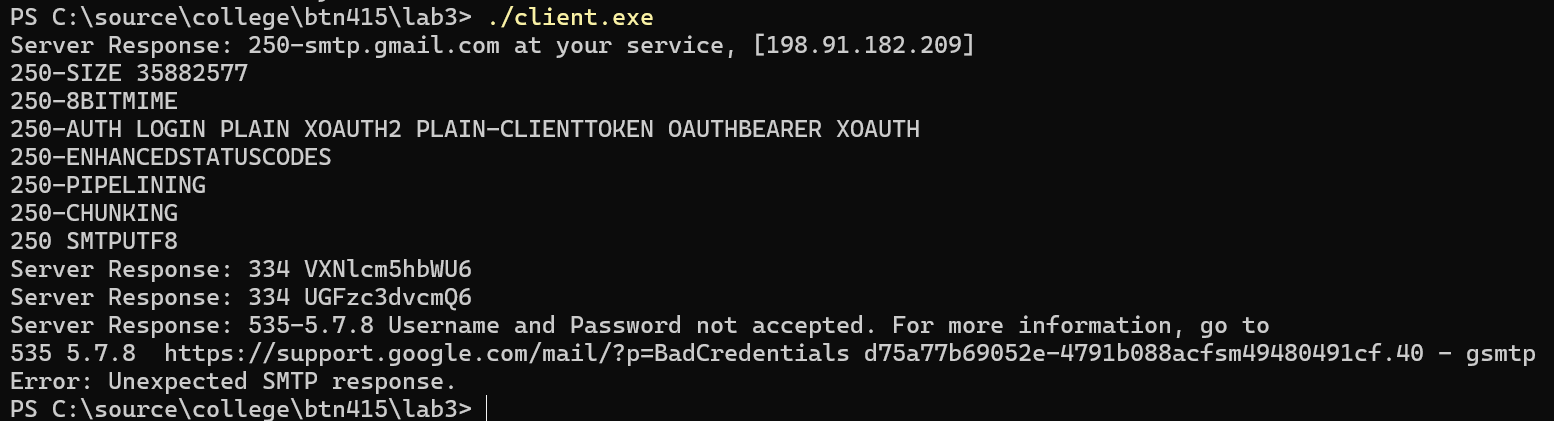 PS C:\source\college\btn415\lab3> ./client.exe
Server Response: 250-smtp.gmail.com at your service, [198.91.182.209]
250-SIZE 35882577
250-8BITMIME
250-AUTH LOGIN PLAIN XOAUTH2 PLAIN-CLIENTTOKEN OAUTHBEARER XOAUTH
250-ENHANCEDSTATUSCODES
250-PIPELINING
250-CHUNKING
250 SMTPUTF8
Server Response: 334 VXNlcm5hbWU6
Server Response: 334 UGFzc3dvcmQ6
Server Response: 535-5.7.8 Username and Password not accepted. For more information, go to
535 5.7.8  https://support.google.com/mail/?p=BadCredentials d75a77b69052e-4791b088acfsm49480491cf.40 - gsmtp
Error: Unexpected SMTP response.
PS C:\source\college\btn415\lab3>